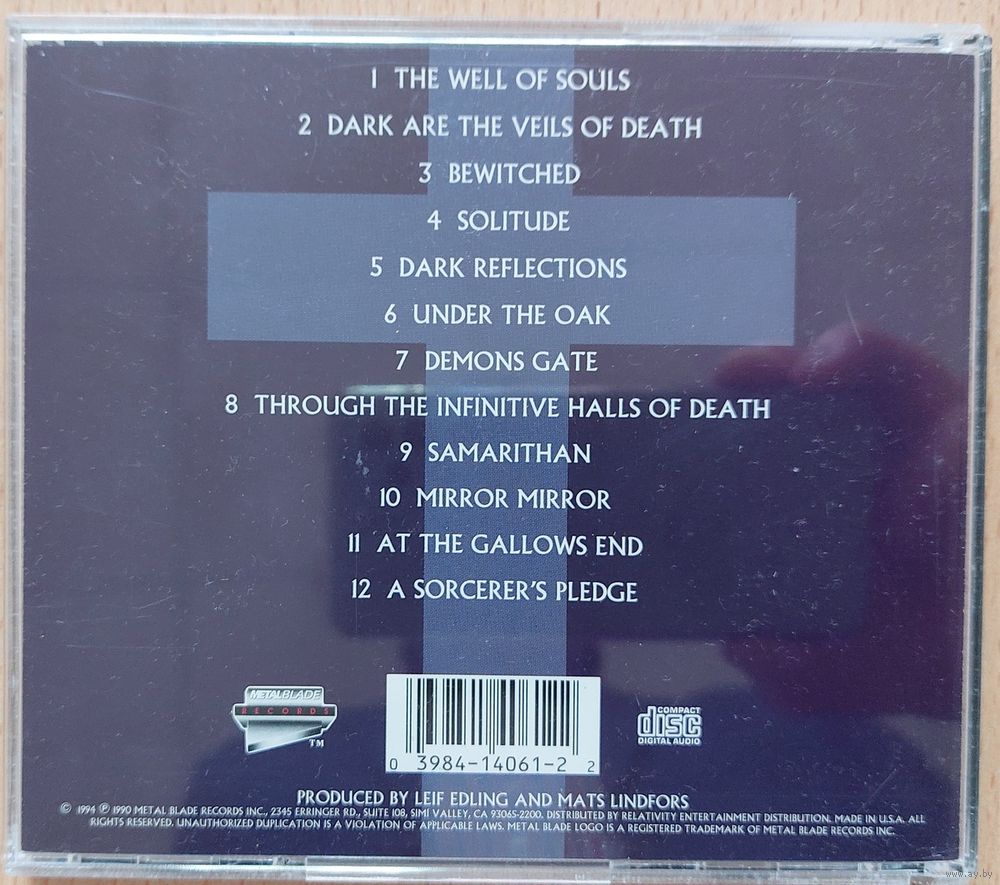 1 THE WELL OF SOULS
2 DARK ARE THE VEILS OF DEATH
3 BEWITCHED
4 SOLITUDE
5 DARK REFLECTIONS
6 UNDER THE OAK
7 DEMONS GATE
8 THROUGH THE INFINITIVE HALLS OF DEATH
9 SAMARITHAN
10 MIRROR MIRROR
11 AT THE GALLOWS END
12 A SORCERER'S PLEDGE
METAL BLADE
RECORDS
TM
0 3984-14061-2 2
COMPACT
disc
DIGITAL AUDIO
PRODUCED BY LEIF EDLING AND MATS LINDFORS
© 1994 ℗ 1990 METAL BLADE RECORDS INC., 2345 ERRINGER RD., SUITE 108, SIMI VALLEY, CA 93065-2200. DISTRIBUTED BY RELATIVITY ENTERTAINMENT DISTRIBUTION. MADE IN U.S.A. ALL
RIGHTS RESERVED. UNAUTHORIZED DUPLICATION IS A VIOLATION OF APPLICABLE LAWS. METAL BLADE LOGO IS A REGISTERED TRADEMARK OF METAL BLADE RECORDS INC.
www.ay.by